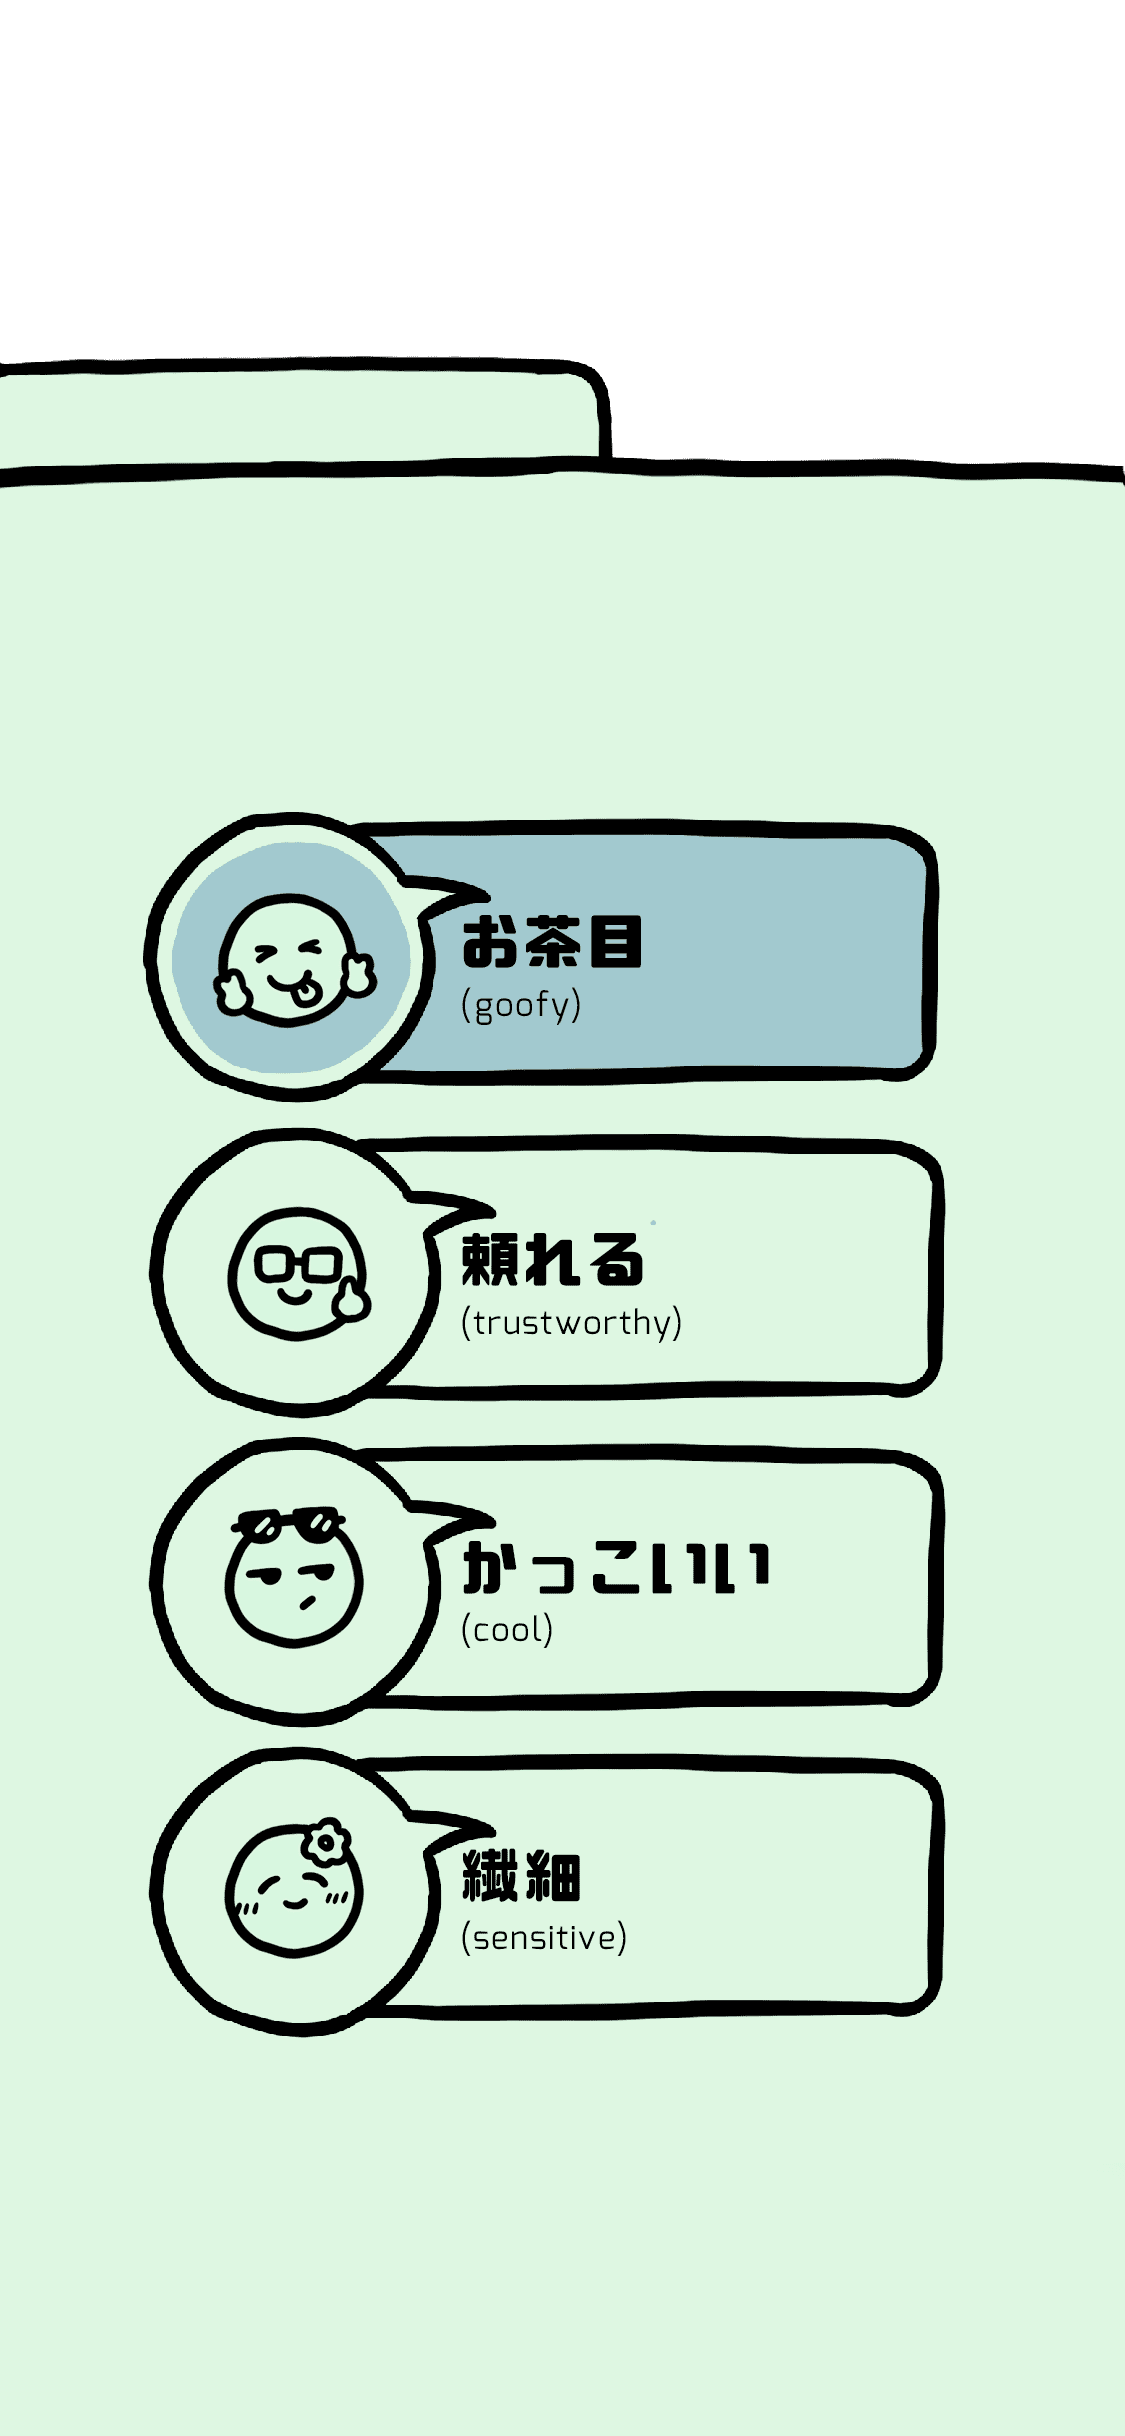 お茶目
(goofy)
頼れる
(trustworthy)
かっこいい
(cool)
繊細
(sensitive)